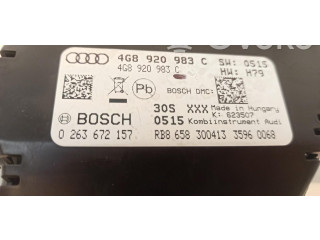 4G8 920 983 C SW: 0515
4G8 920 983 C HW: H79
Pb BOSCH DMC:
30S XXX Made in Hungary
K: 623507
BOSCH 0515 Kombiinstrument Audi
0 263 672 157 RB8 658 300413 3596 0068